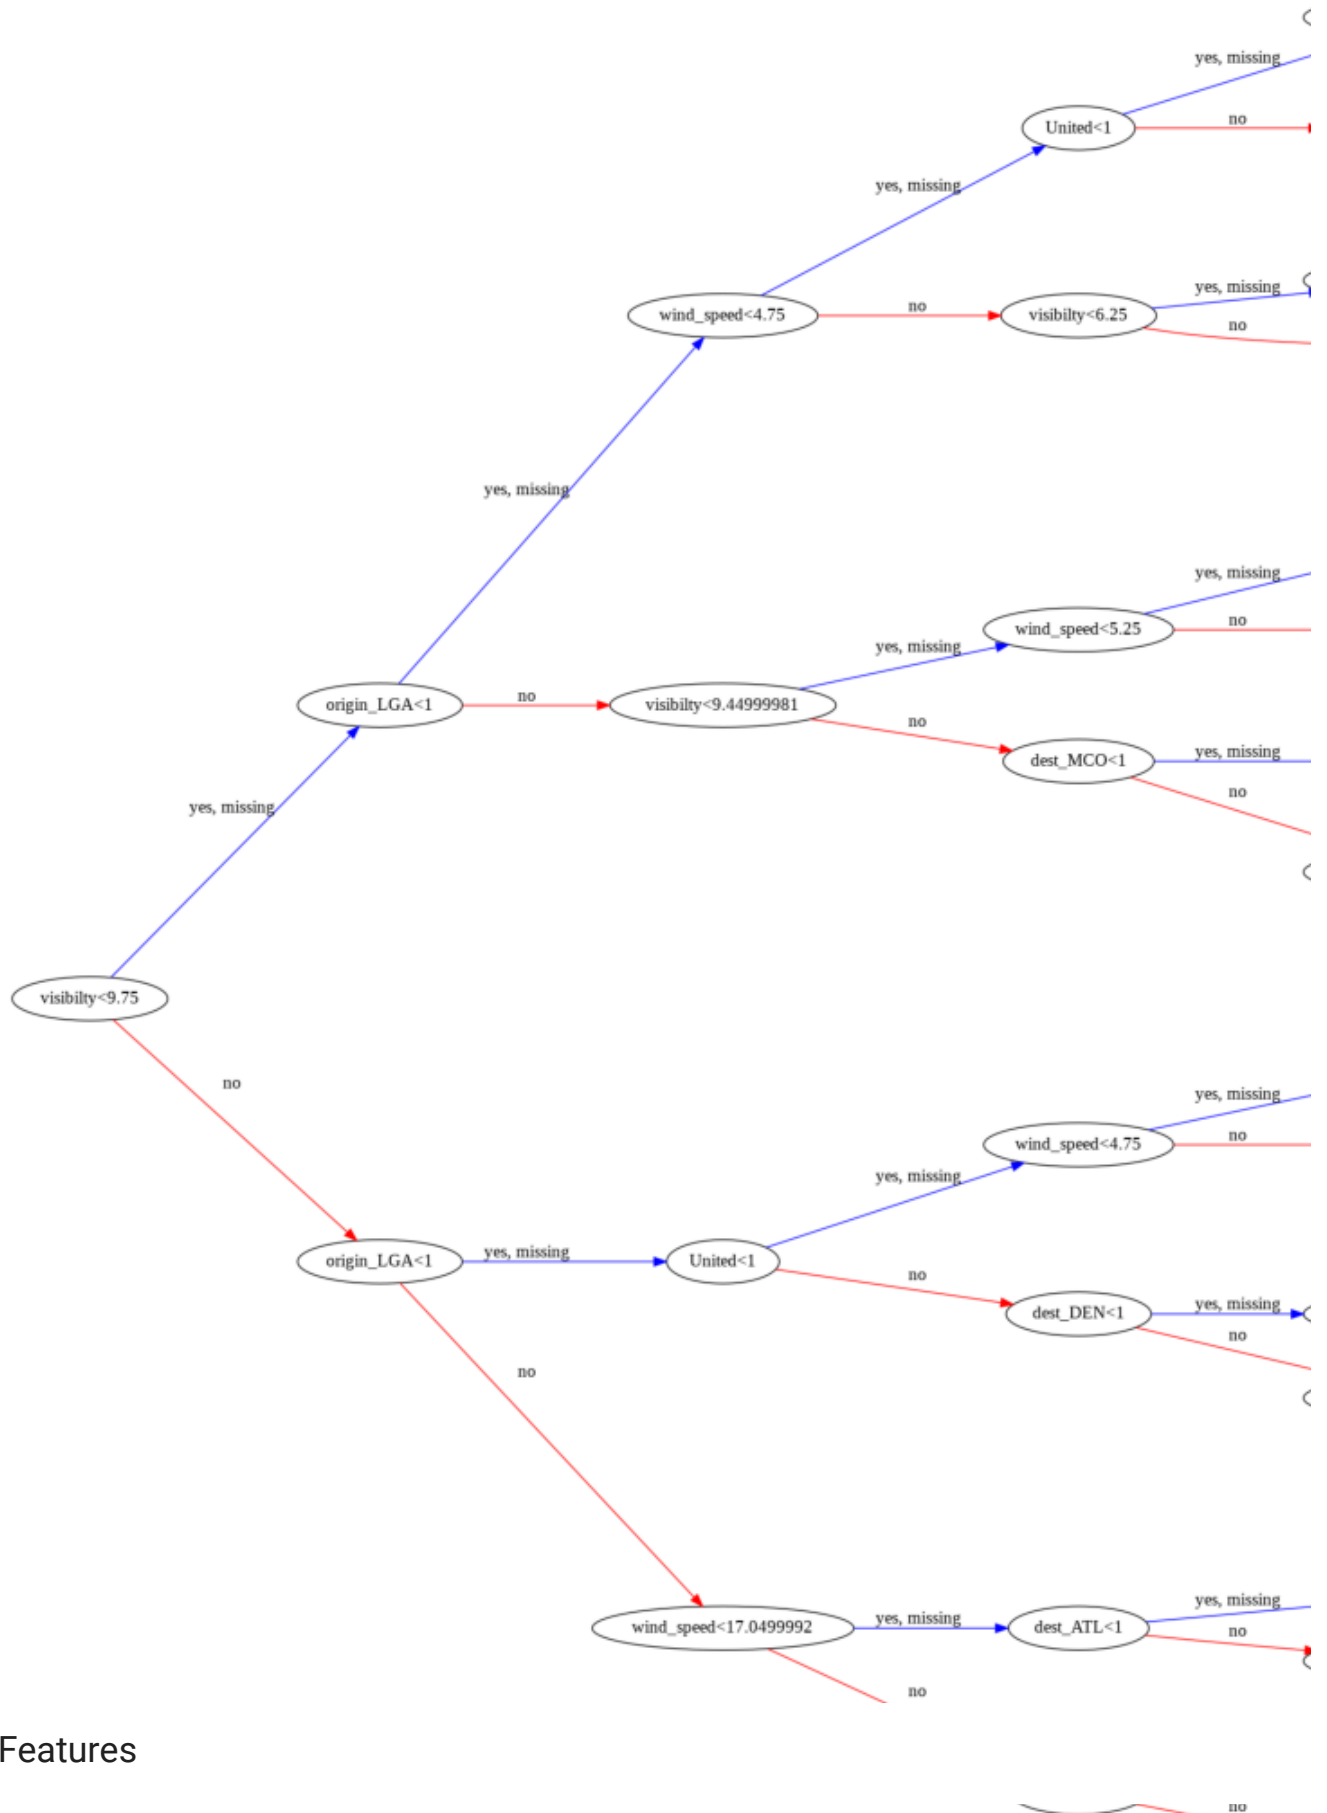 yes, missing
United<1
no
yes, missing
yes, missing
wind_speed<4.75
no
visibilty<6.25
no
yes, missing
yes, missing
wind_speed<5.25
no
yes, missing
origin_LGA<1
no
visibilty<9.44999981
no
dest_MCO<1
yes, missing
no
yes, missing
visibilty<9.75
no
yes, missing
wind_speed<4.75
no
yes, missing
origin_LGA<1
yes, missing
United<1
no
dest_DEN<1
yes, missing
no
no
yes, missing
wind_speed<17.0499992
yes, missing
dest_ATL<1
no
no
Features
no